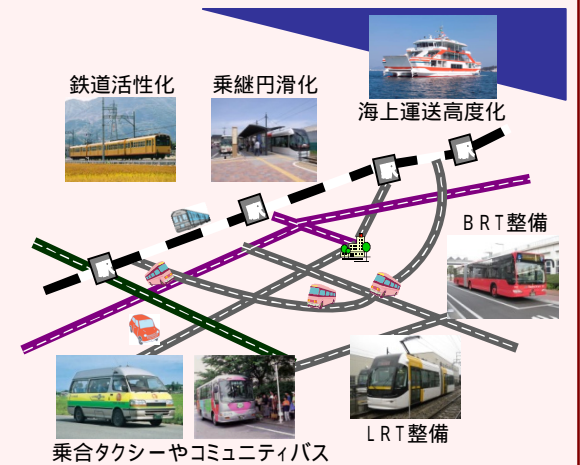 鉄道活性化
乗継円滑化
海上運送高度化
BRT整備
LRT整備
乗合タクシーやコミュニティバス